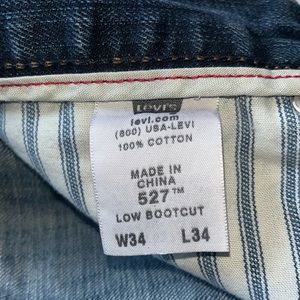 Levi's
levi.com
(800) USA-LEVI
100% COTTON
MADE IN
CHINA
527™
LOW BOOTCUT
W34 L34